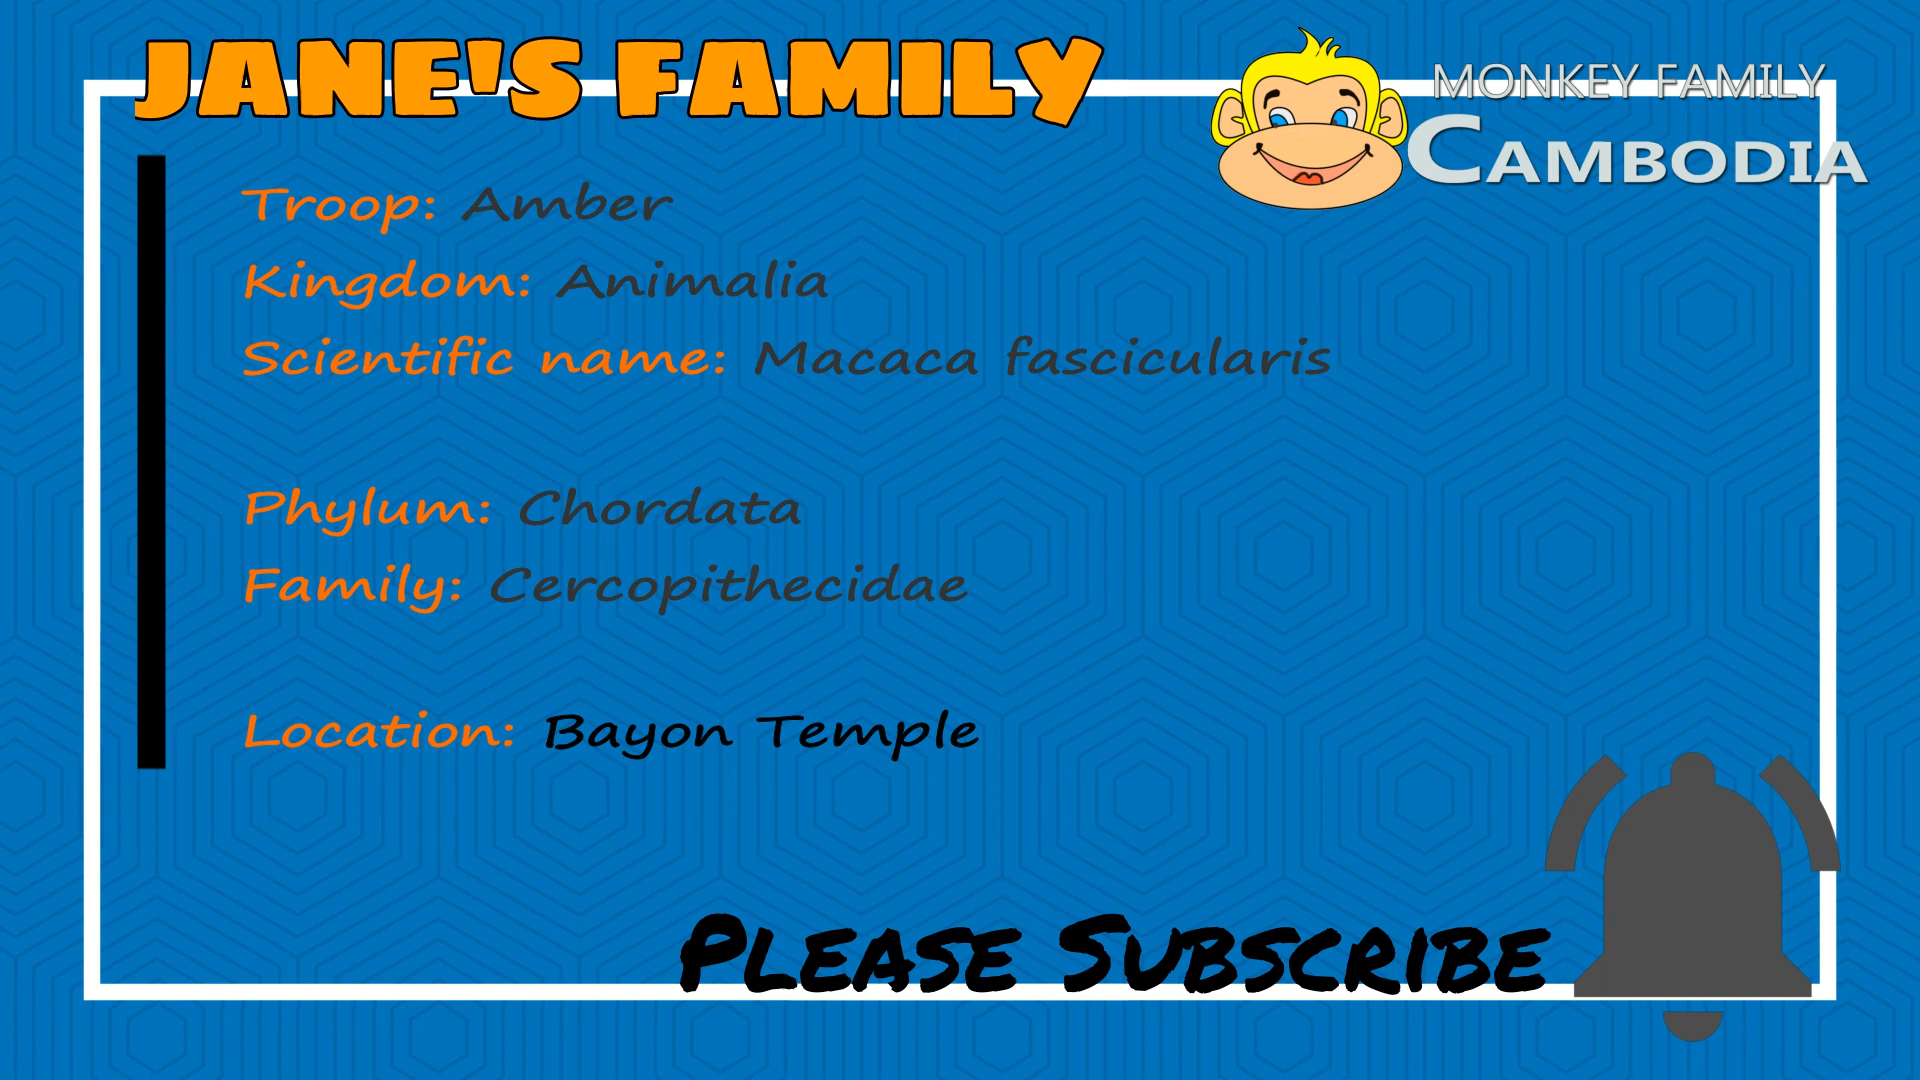 JANE'S FAMILY
MONKEY FAMILY
CAMBODIA
Troop: Amber
Kingdom: Animalia
Scientific name: Macaca fascicularis
Phylum: Chordata
Family: Cercopithecidae
Location: Bayon Temple
PLEASE SUBSCRIBE